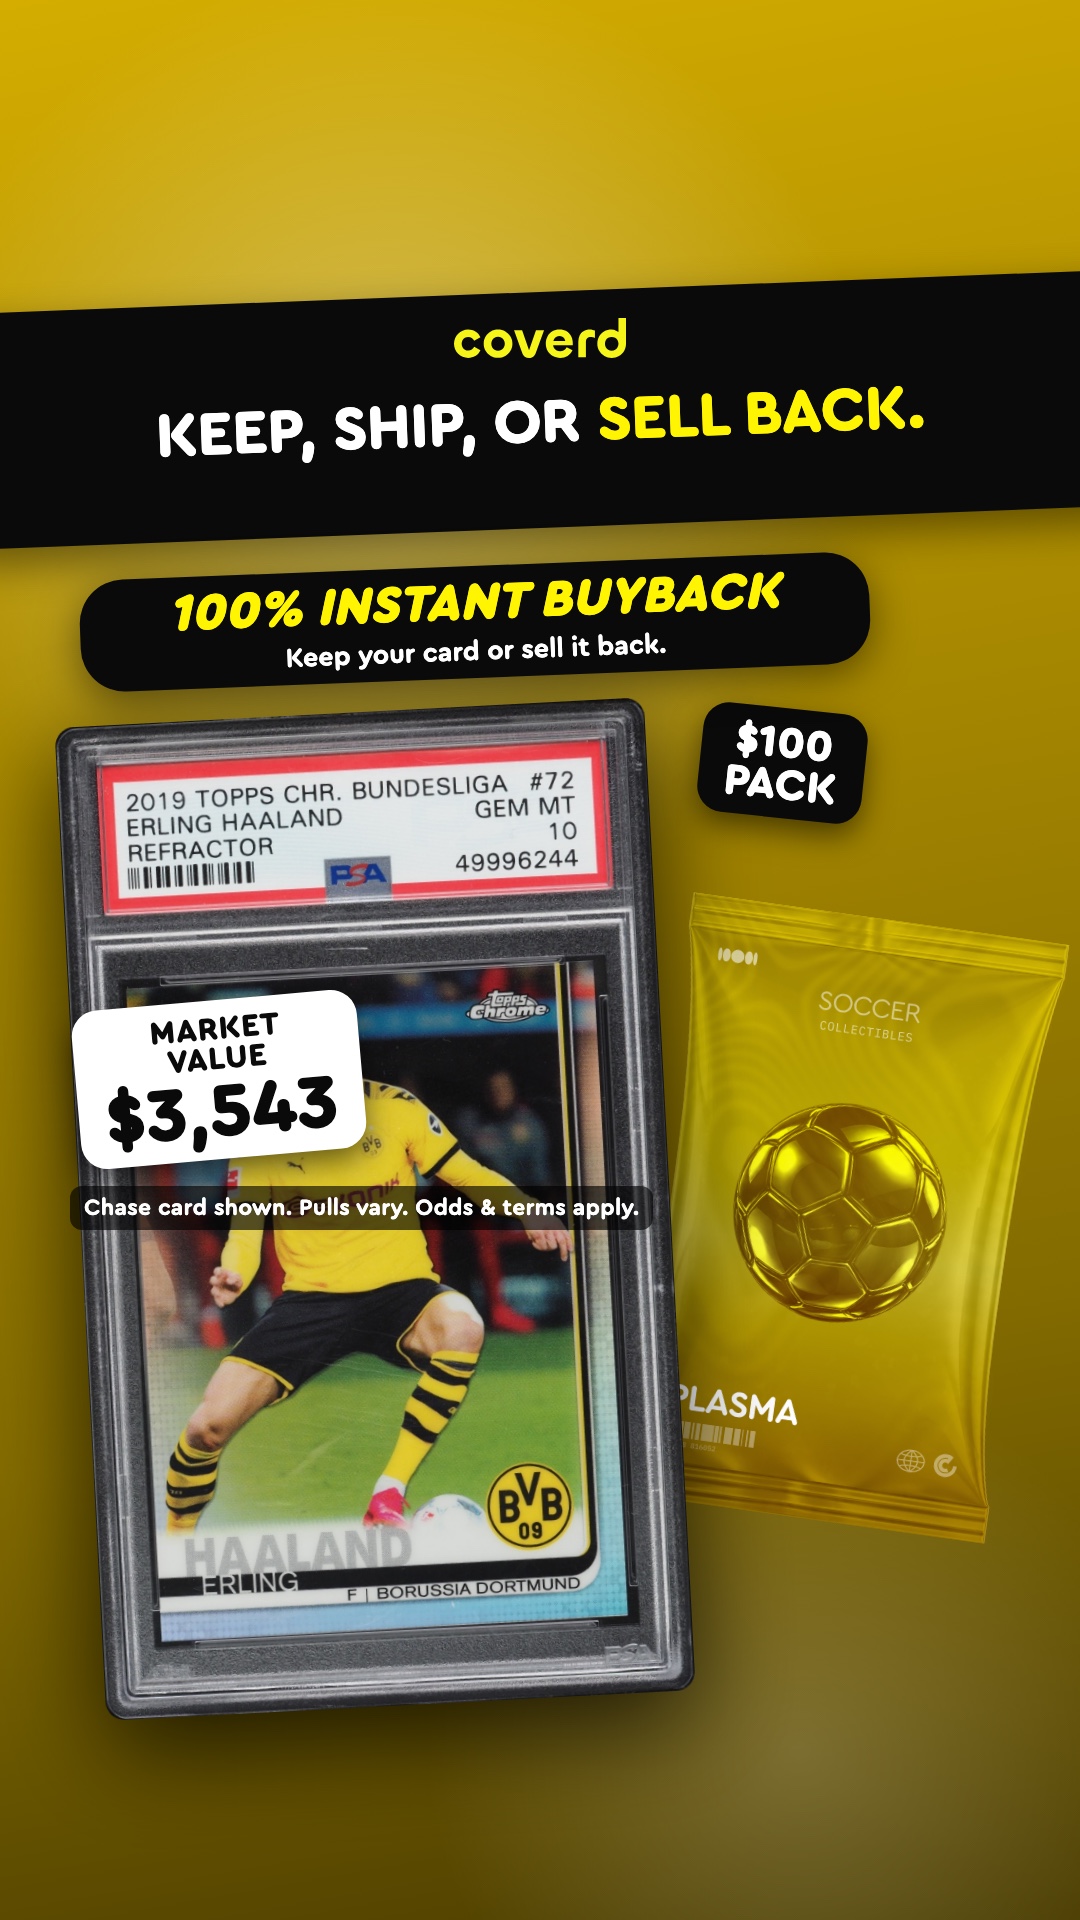 coverd
KEEP, SHIP, OR SELL BACK.
100% INSTANT BUYBACK
Keep your card or sell it back.
$100
PACK
2019 TOPPS CHR. BUNDESLIGA #72
ERLING HAALAND GEM MT
REFRACTOR 10
49996244
PSA
Topps
Chrome
MARKET
VALUE
$3,543
BVB
Chase card shown. Pulls vary. Odds & terms apply.
SOCCER
COLLECTIBLES
PLASMA
BVB
09
HAALAND
ERLING
F | BORUSSIA DORTMUND
PSA